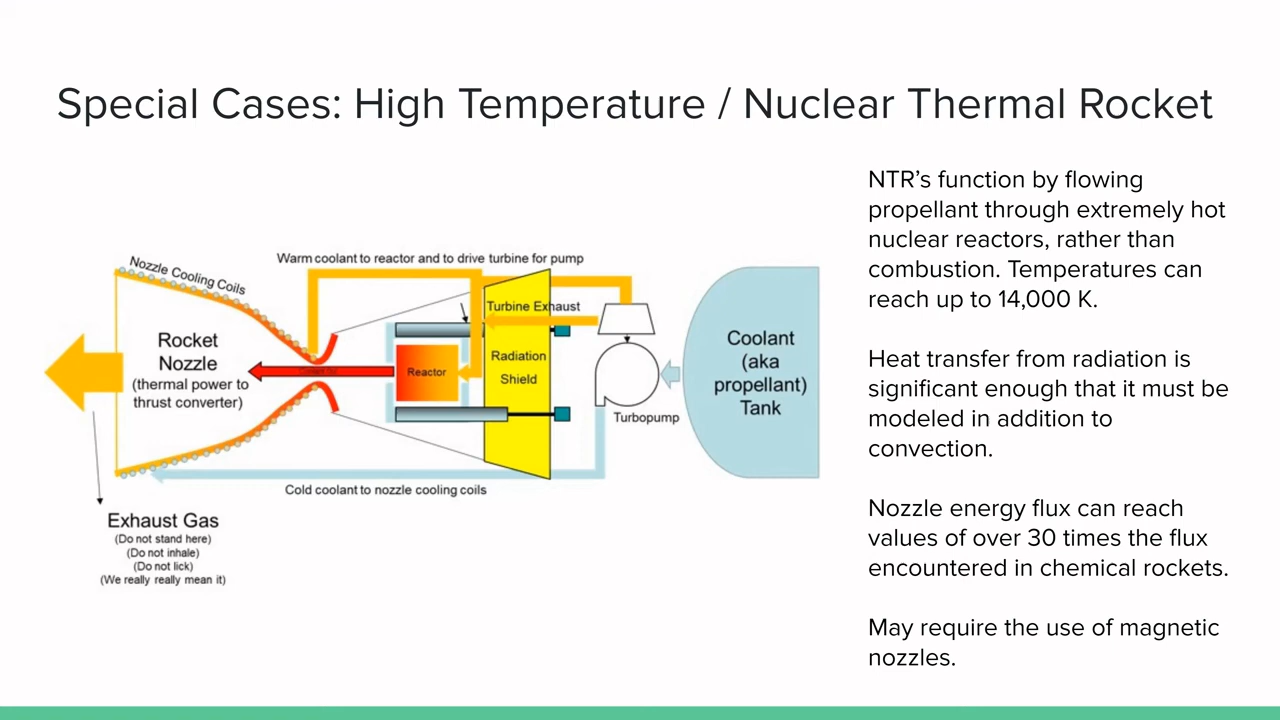 Special Cases: High Temperature / Nuclear Thermal Rocket
NTR’s function by flowing
propellant through extremely hot
nuclear reactors, rather than
combustion. Temperatures can
reach up to 14,000 K.
Heat transfer from radiation is
significant enough that it must be
modeled in addition to
convection.
Nozzle energy flux can reach
values of over 30 times the flux
encountered in chemical rockets.
May require the use of magnetic
nozzles.
Warm coolant to reactor and to drive turbine for pump
Nozzle Cooling Coils
Turbine Exhaust
Rocket
Nozzle
(thermal power to
thrust converter)
Reactor
Radiation
Shield
Coolant
(aka
propellant)
Tank
Turbopump
Cold coolant to nozzle cooling coils
Exhaust Gas
(Do not stand here)
(Do not inhale)
(Do not lick)
(We really really mean it)